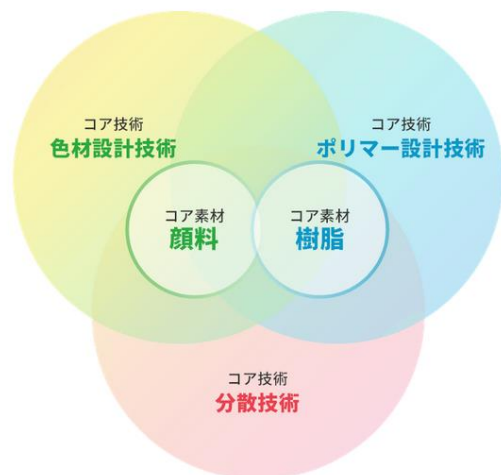 コア技術
色材設計技術
コア技術
ポリマー設計技術
コア素材
顔料
コア素材
樹脂
コア技術
分散技術